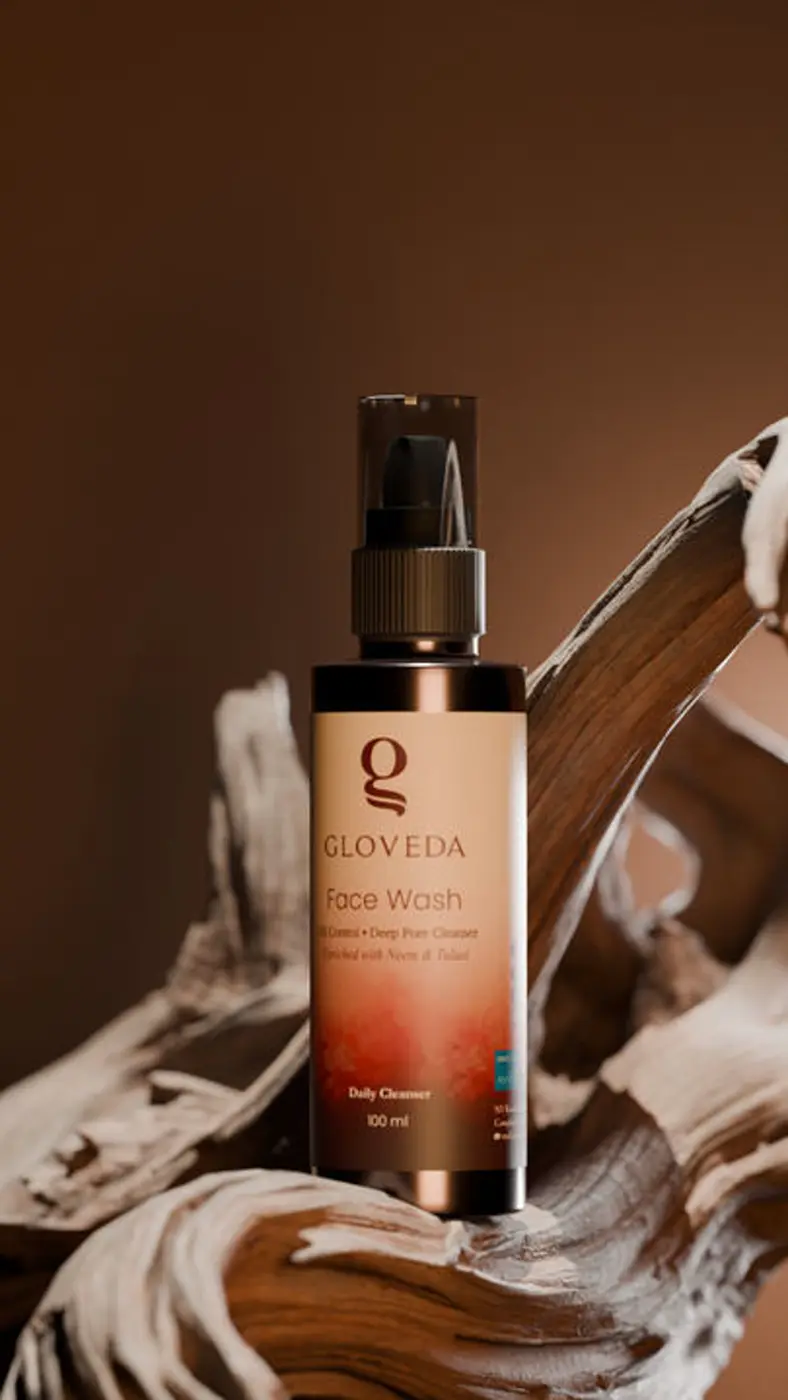 g
GLOVEDA
Face Wash
Control • Deep Pore Cleanser
Enriched with Neem & Tulsi
Daily Cleanser
100 ml